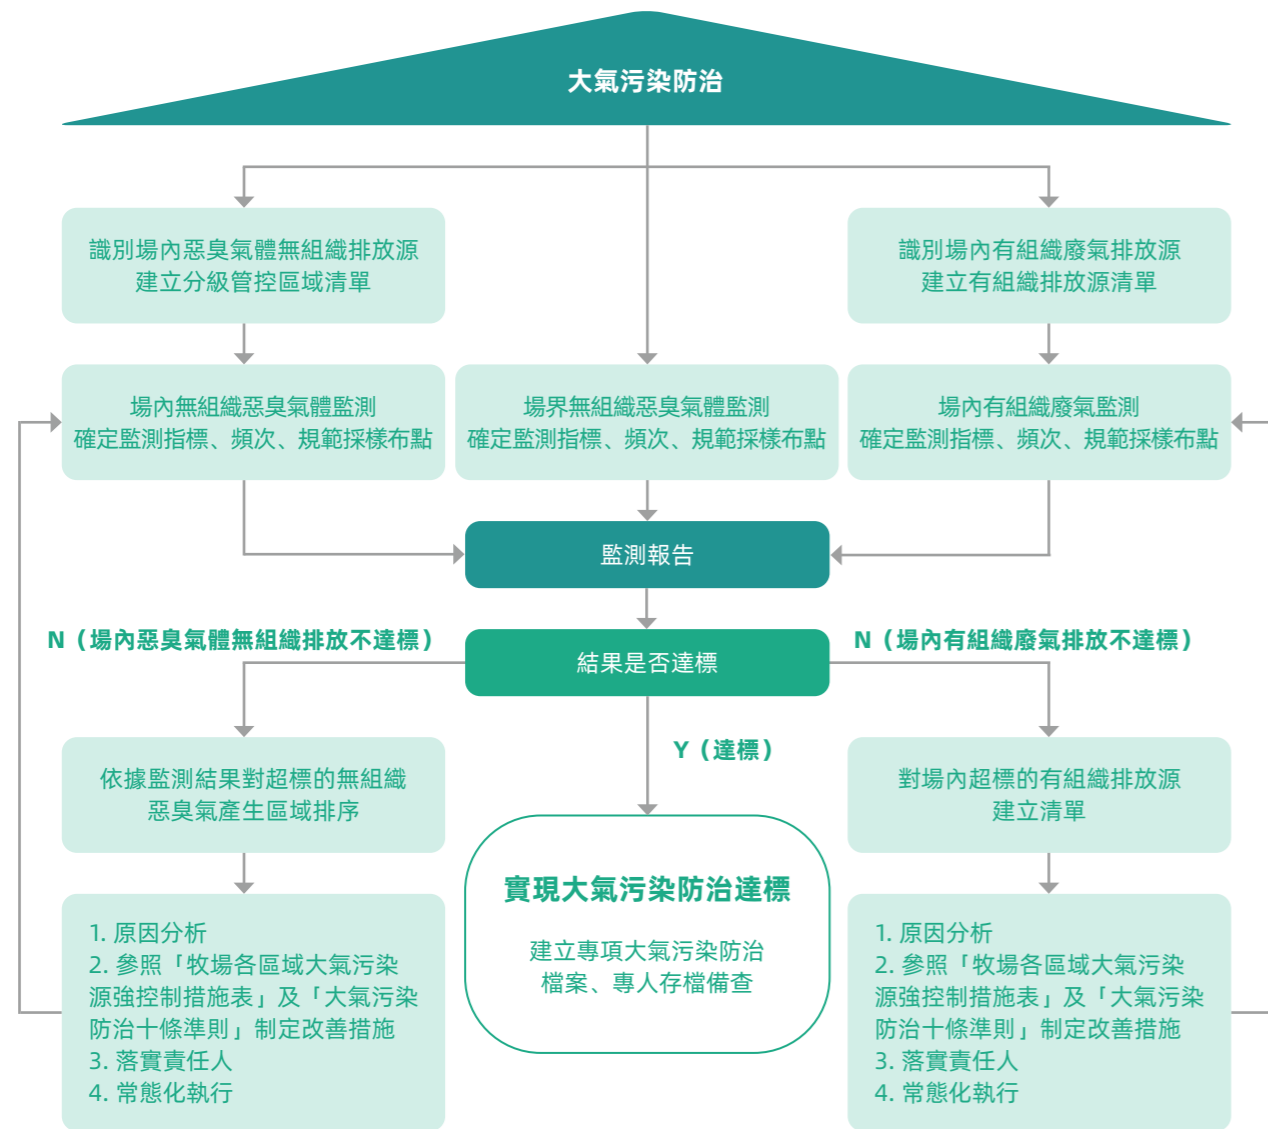 大氣污染防治
識別場內惡臭氣體無組織排放源
建立分級管控區域清單
識別場內有組織廢氣排放源
建立有組織排放源清單
場內無組織惡臭氣體監測
確定監測指標、頻次、規範採樣布點
場界無組織惡臭氣體監測
確定監測指標、頻次、規範採樣布點
場內有組織廢氣監測
確定監測指標、頻次、規範採樣布點
監測報告
N（場內惡臭氣體無組織排放不達標）
結果是否達標
N（場內有組織廢氣排放不達標）
Y（達標）
依據監測結果對超標的無組織
惡臭氣產生區域排序
對場內超標的有組織排放源
建立清單
實現大氣污染防治達標
建立專項大氣污染防治
檔案、專人存檔備查
1. 原因分析
2. 參照「牧場各區域大氣污染
源強控制措施表」及「大氣污染
防治十條準則」制定改善措施
3. 落實責任人
4. 常態化執行
1. 原因分析
2. 參照「牧場各區域大氣污染
源強控制措施表」及「大氣污染
防治十條準則」制定改善措施
3. 落實責任人
4. 常態化執行